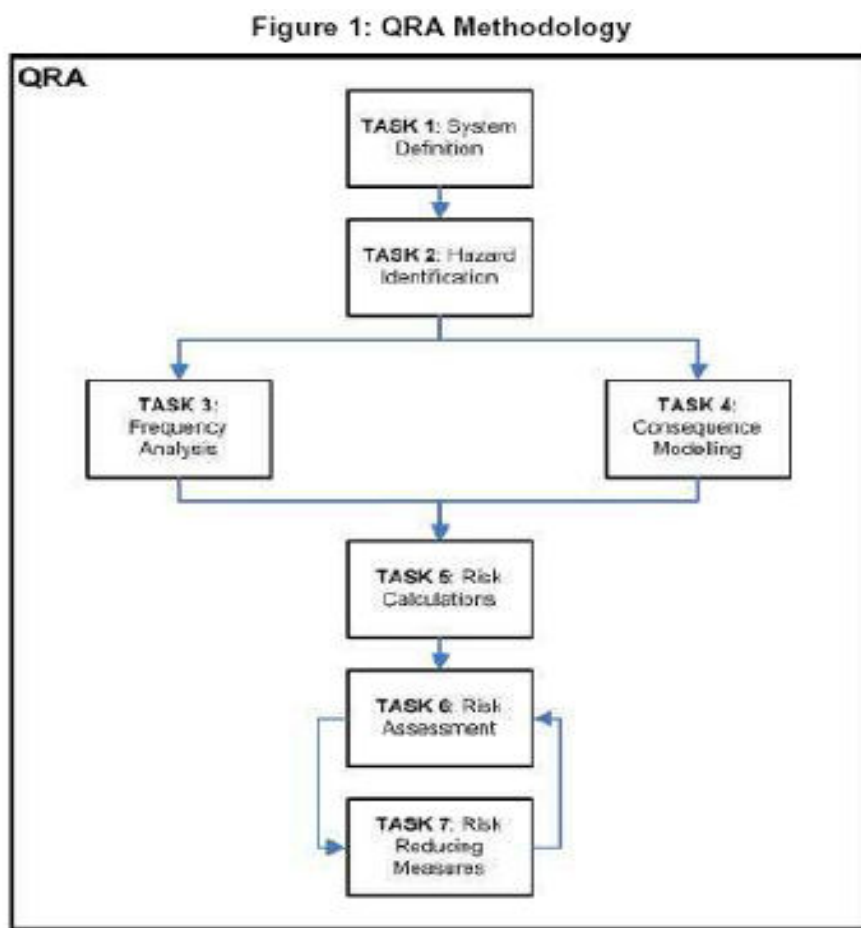 Figure 1: QRA Methodology
QRA
TASK 1: System
Definition
TASK 2: Hazard
Identification
TASK 3:
Frequency
Analysis
TASK 4:
Consequence
Modelling
TASK 5: Risk
Calculations
TASK 6: Risk
Assessment
TASK 7: Risk
Reducing
Measures